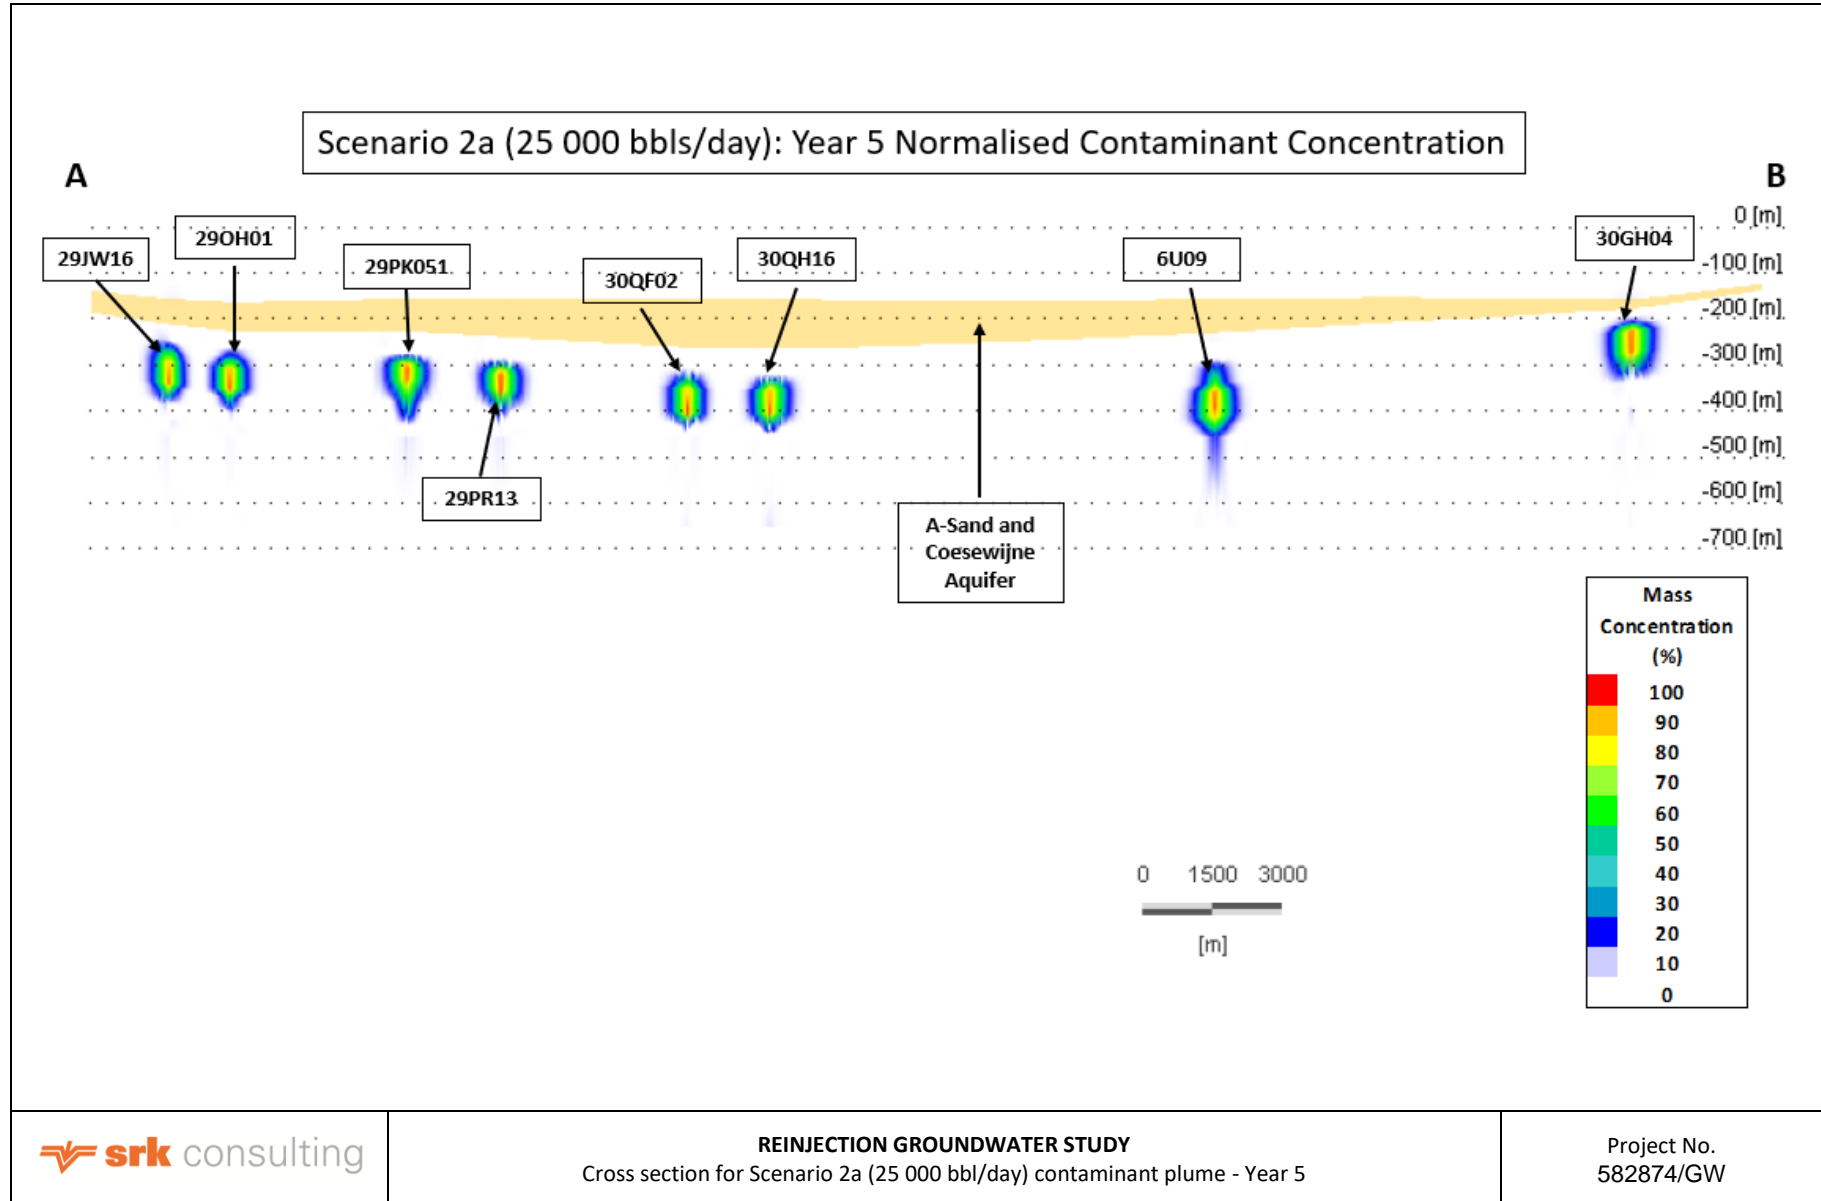 Scenario 2a (25 000 bbls/day): Year 5 Normalised Contaminant Concentration
A
B
0 [m]
-100 [m]
-200 [m]
-300 [m]
-400 [m]
-500 [m]
-600 [m]
-700 [m]
29JW16
29OH01
29PK051
30QF02
30QH16
6U09
30GH04
29PR13
A-Sand and
Coesewijne
Aquifer
Mass
Concentration
(%)
100
90
80
70
60
50
40
30
20
10
0
0 1500 3000
[m]
srk consulting
REINJECTION GROUNDWATER STUDY
Cross section for Scenario 2a (25 000 bbl/day) contaminant plume - Year 5
Project No.
582874/GW